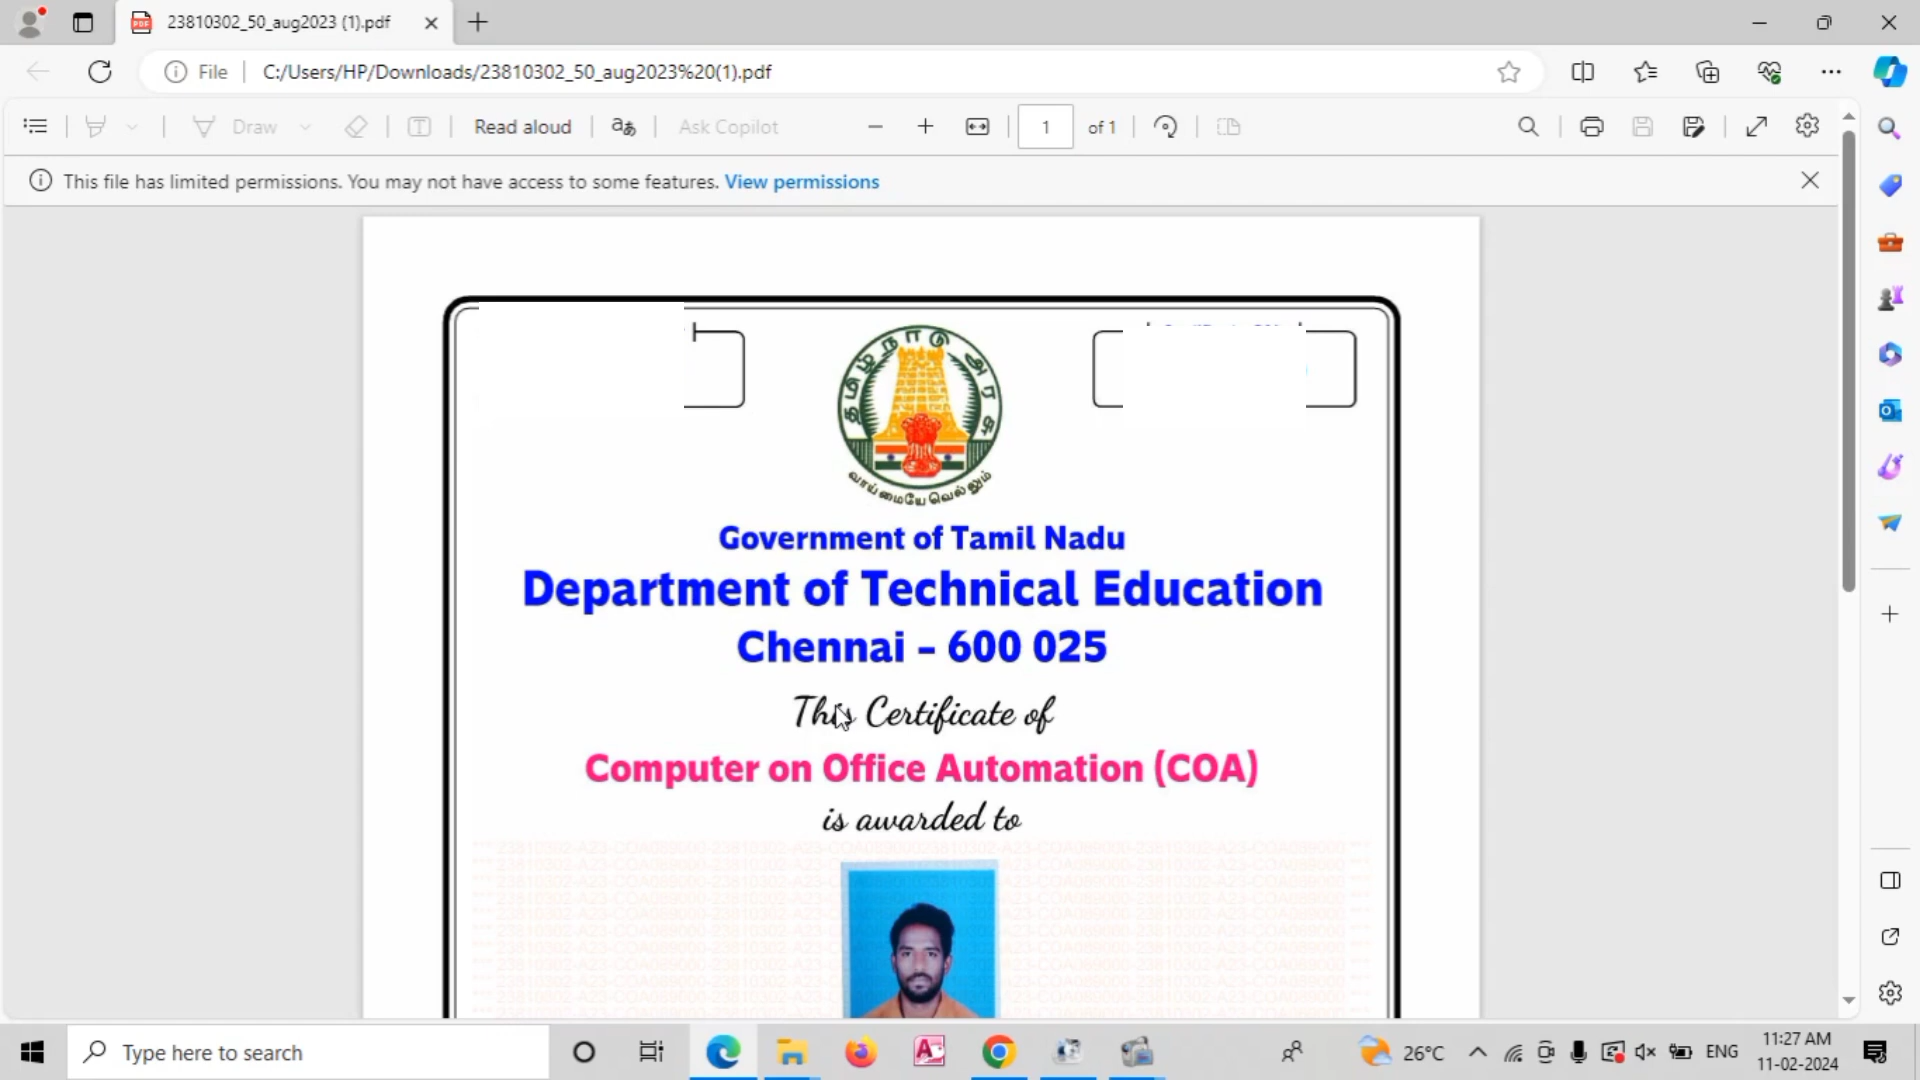 23810302_50_aug2023 (1).pdf
File
C:/Users/HP/Downloads/23810302_50_aug2023%20(1).pdf
Draw
Read aloud
Ask Copilot
1
of 1
This file has limited permissions. You may not have access to some features. View permissions
தமிழ்நாடு அரசு
வாய்மையே வெல்லும்
Government of Tamil Nadu
Department of Technical Education
Chennai – 600 025
This Certificate of
Computer on Office Automation (COA)
is awarded to
Type here to search
26°C
ENG
11:27 AM
11-02-2024